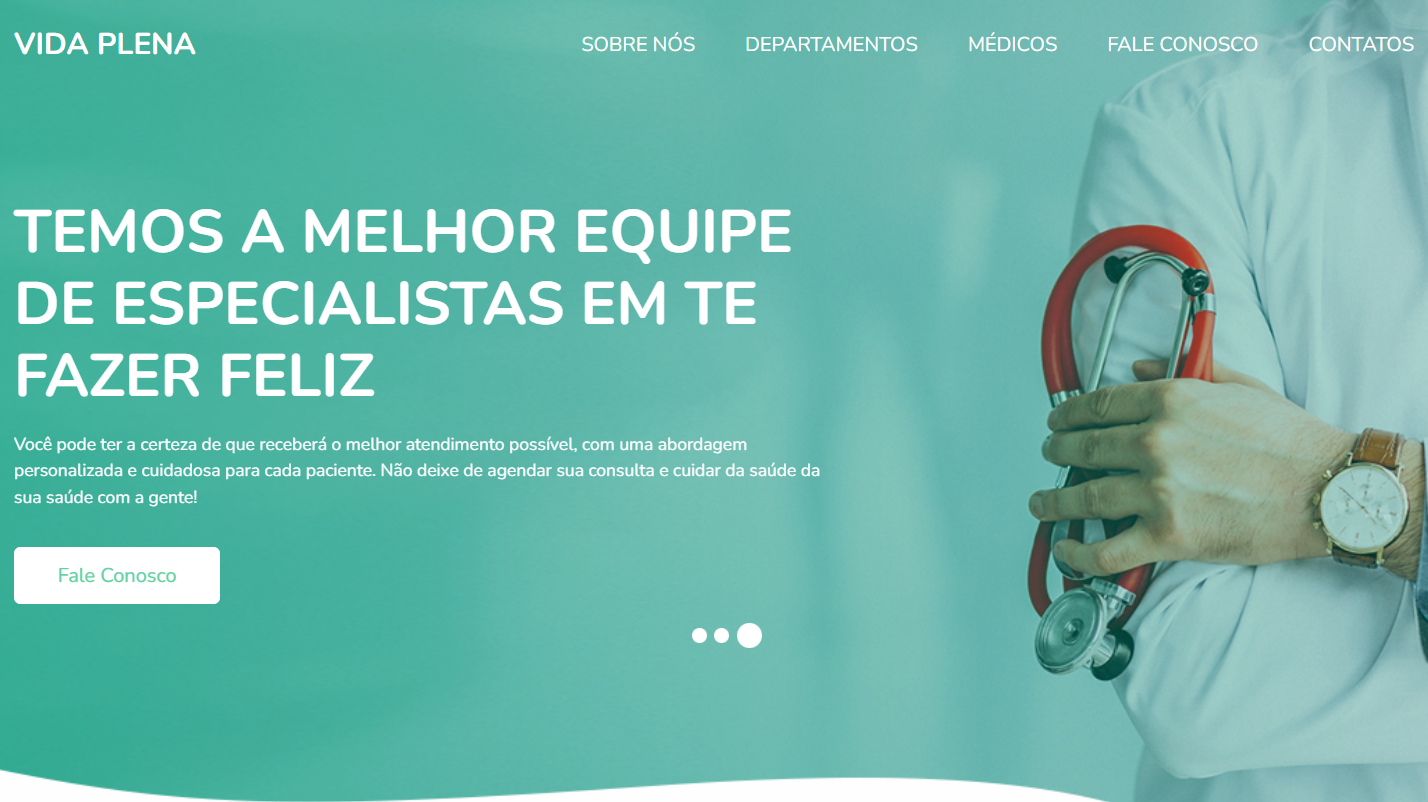 VIDA PLENA
SOBRE NÓS DEPARTAMENTOS MÉDICOS FALE CONOSCO CONTATOS
TEMOS A MELHOR EQUIPE
DE ESPECIALISTAS EM TE
FAZER FELIZ
Você pode ter a certeza de que receberá o melhor atendimento possível, com uma abordagem
personalizada e cuidadosa para cada paciente. Não deixe de agendar sua consulta e cuidar da saúde da
sua saúde com a gente!
Fale Conosco